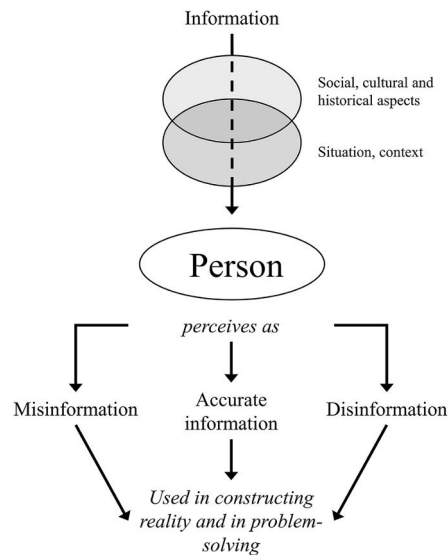 Information
Social, cultural and
historical aspects
Situation, context
Person
perceives as
Misinformation
Accurate
information
Disinformation
Used in constructing
reality and in problem-
solving